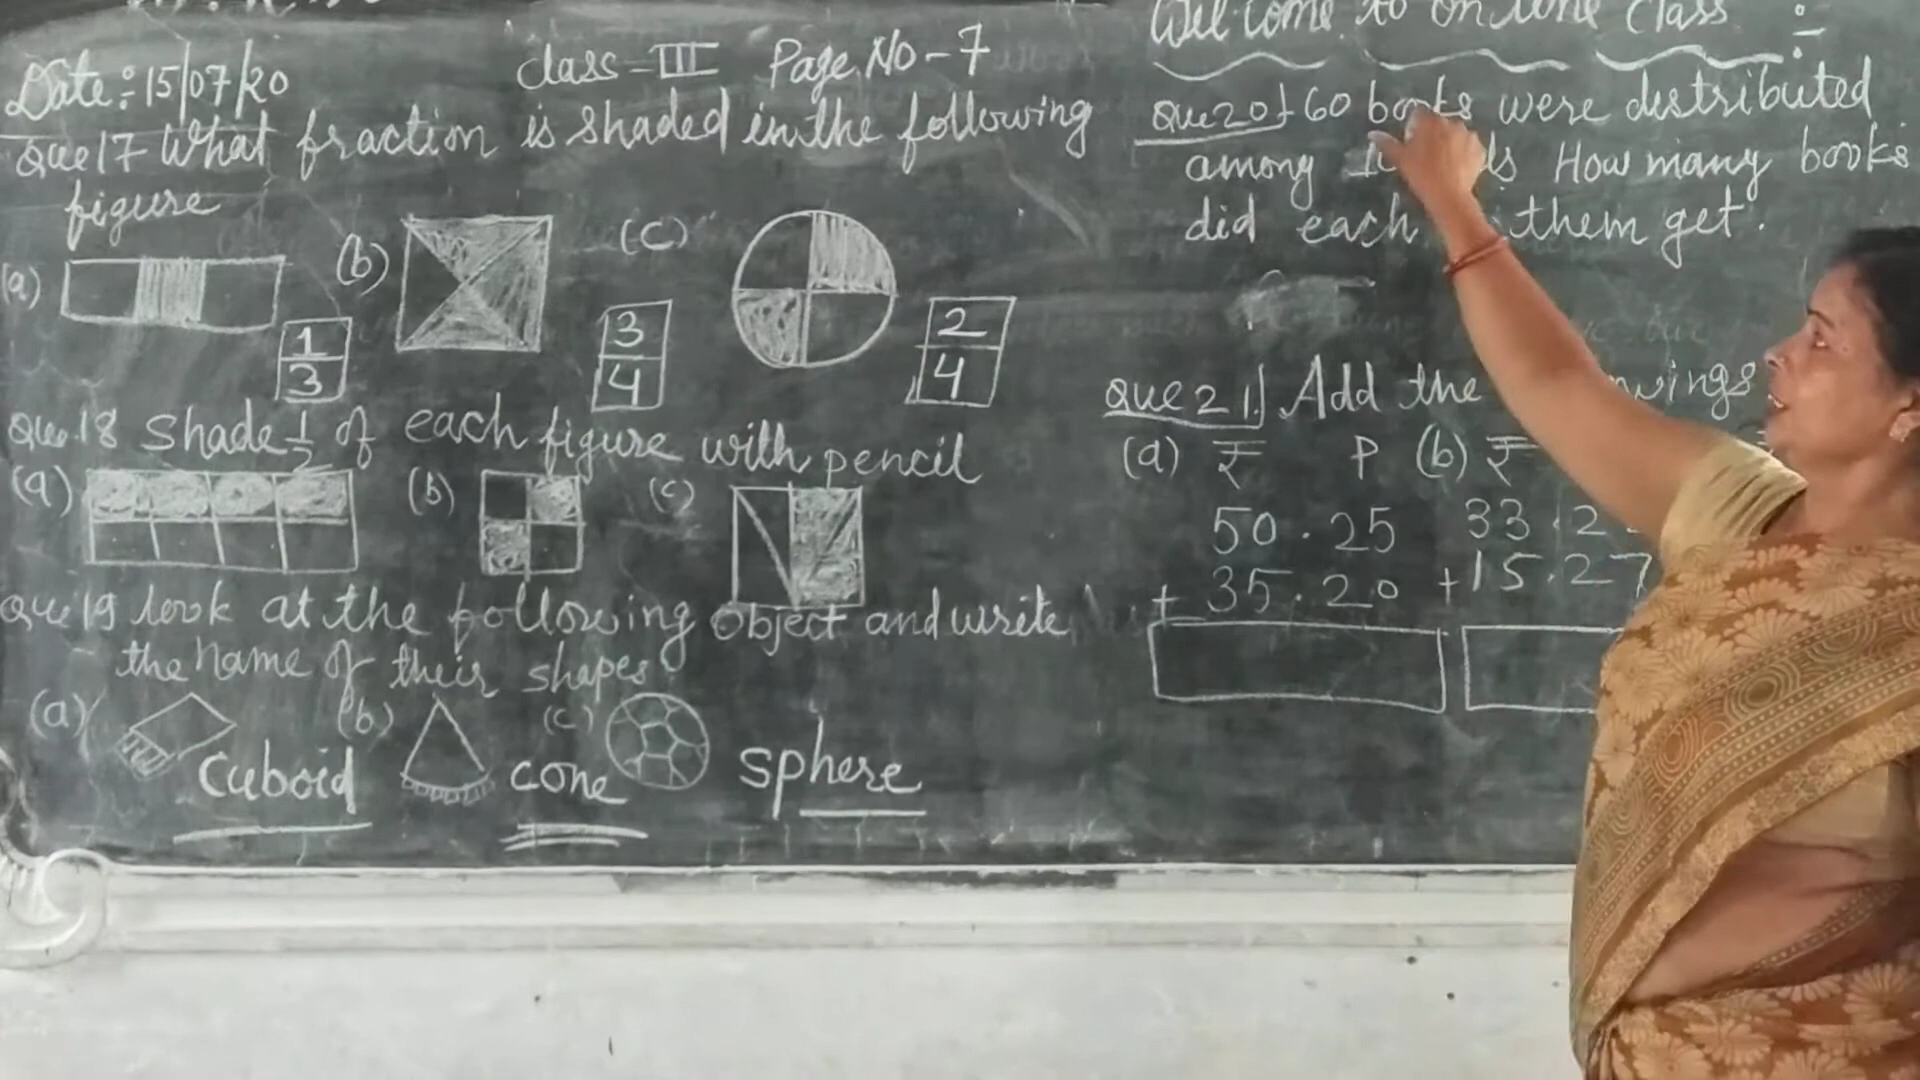 Date:- 15/07/20
class-III Page No-7
Que 17 What fraction is shaded in the following
figure
(a)
(b)
(c)
1/3
3/4
2/4
Que. 18 shade 1/2 of each figure with pencil
(a)
(b)
(c)
Que 19 look at the following object and write
the name of their shapes.
(a)
(b)
(c)
Cuboid
cone
sphere
Wel-come. to on line Class :-
Que 20) 60 books were distributed
among How many books
did each them get.
Que 21.) Add the
(a) ₹ P (b) ₹
50.25 33.2
+ 35.20 +15.27